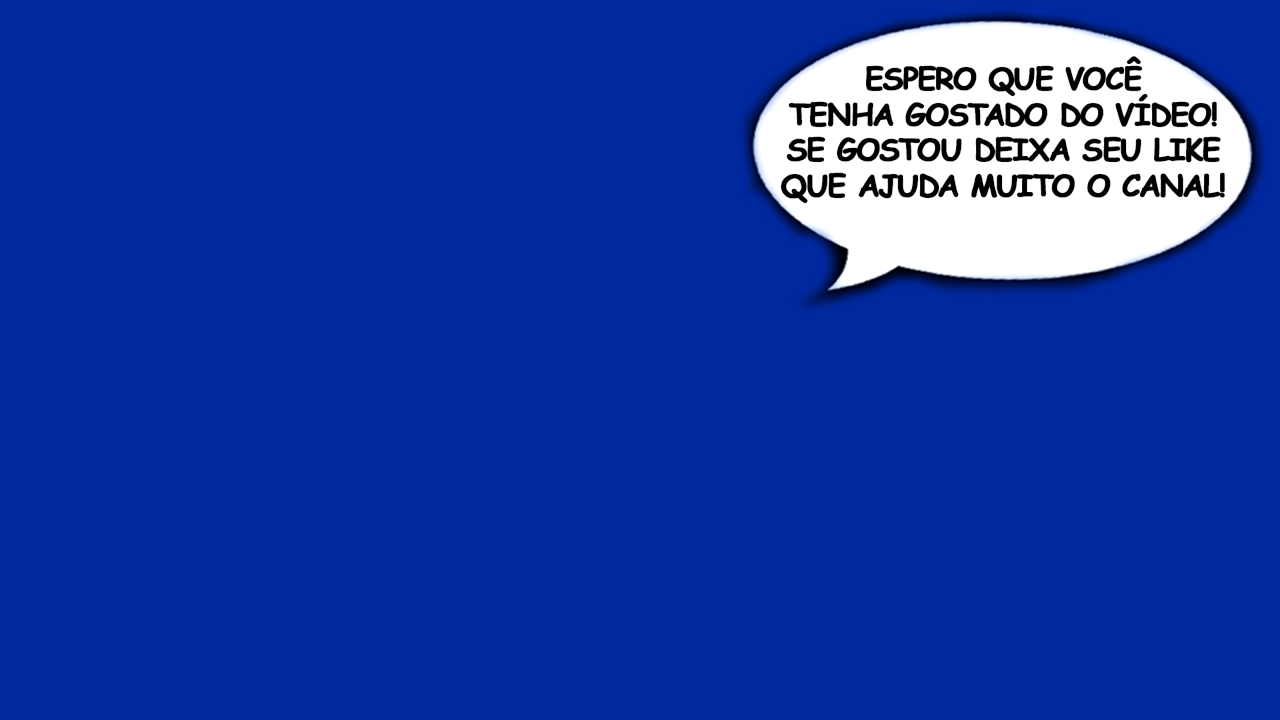 ESPERO QUE VOCÊ
TENHA GOSTADO DO VÍDEO!
SE GOSTOU DEIXA SEU LIKE
QUE AJUDA MUITO O CANAL!